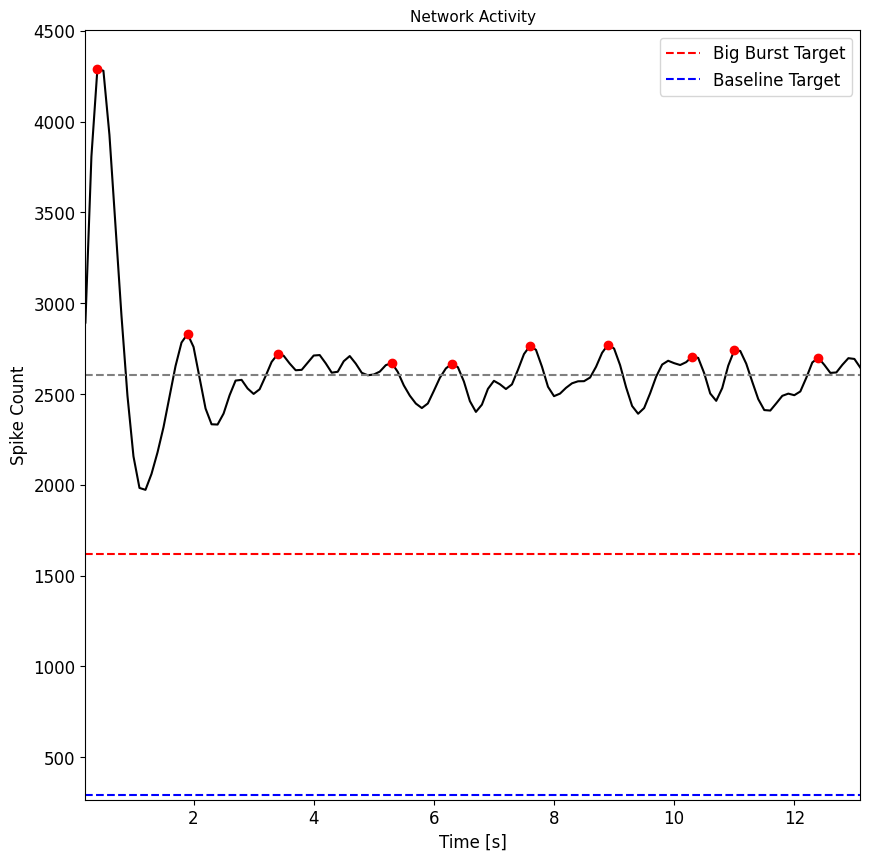 Network Activity
Big Burst Target
Baseline Target
4500
4000
3500
3000
2500
2000
1500
1000
500
Spike Count
2 4 6 8 10 12
Time [s]